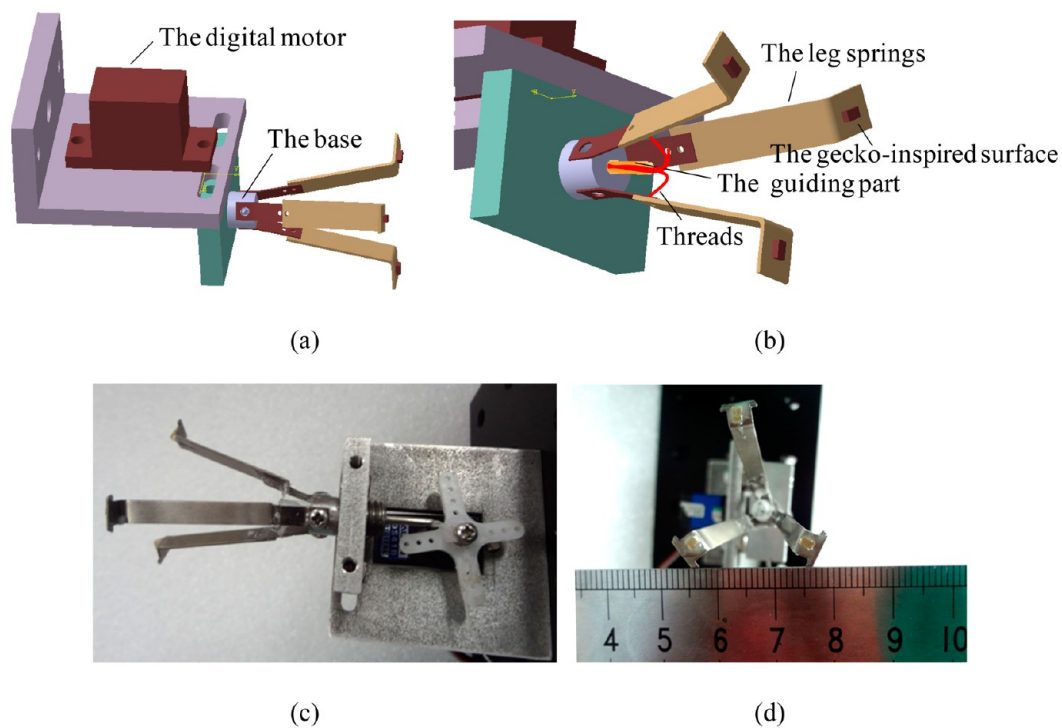 The digital motor
The base
(a)
The leg springs
The gecko-inspired surface
The guiding part
Threads
(b)
(c)
4 5 6 7 8 9 10
(d)